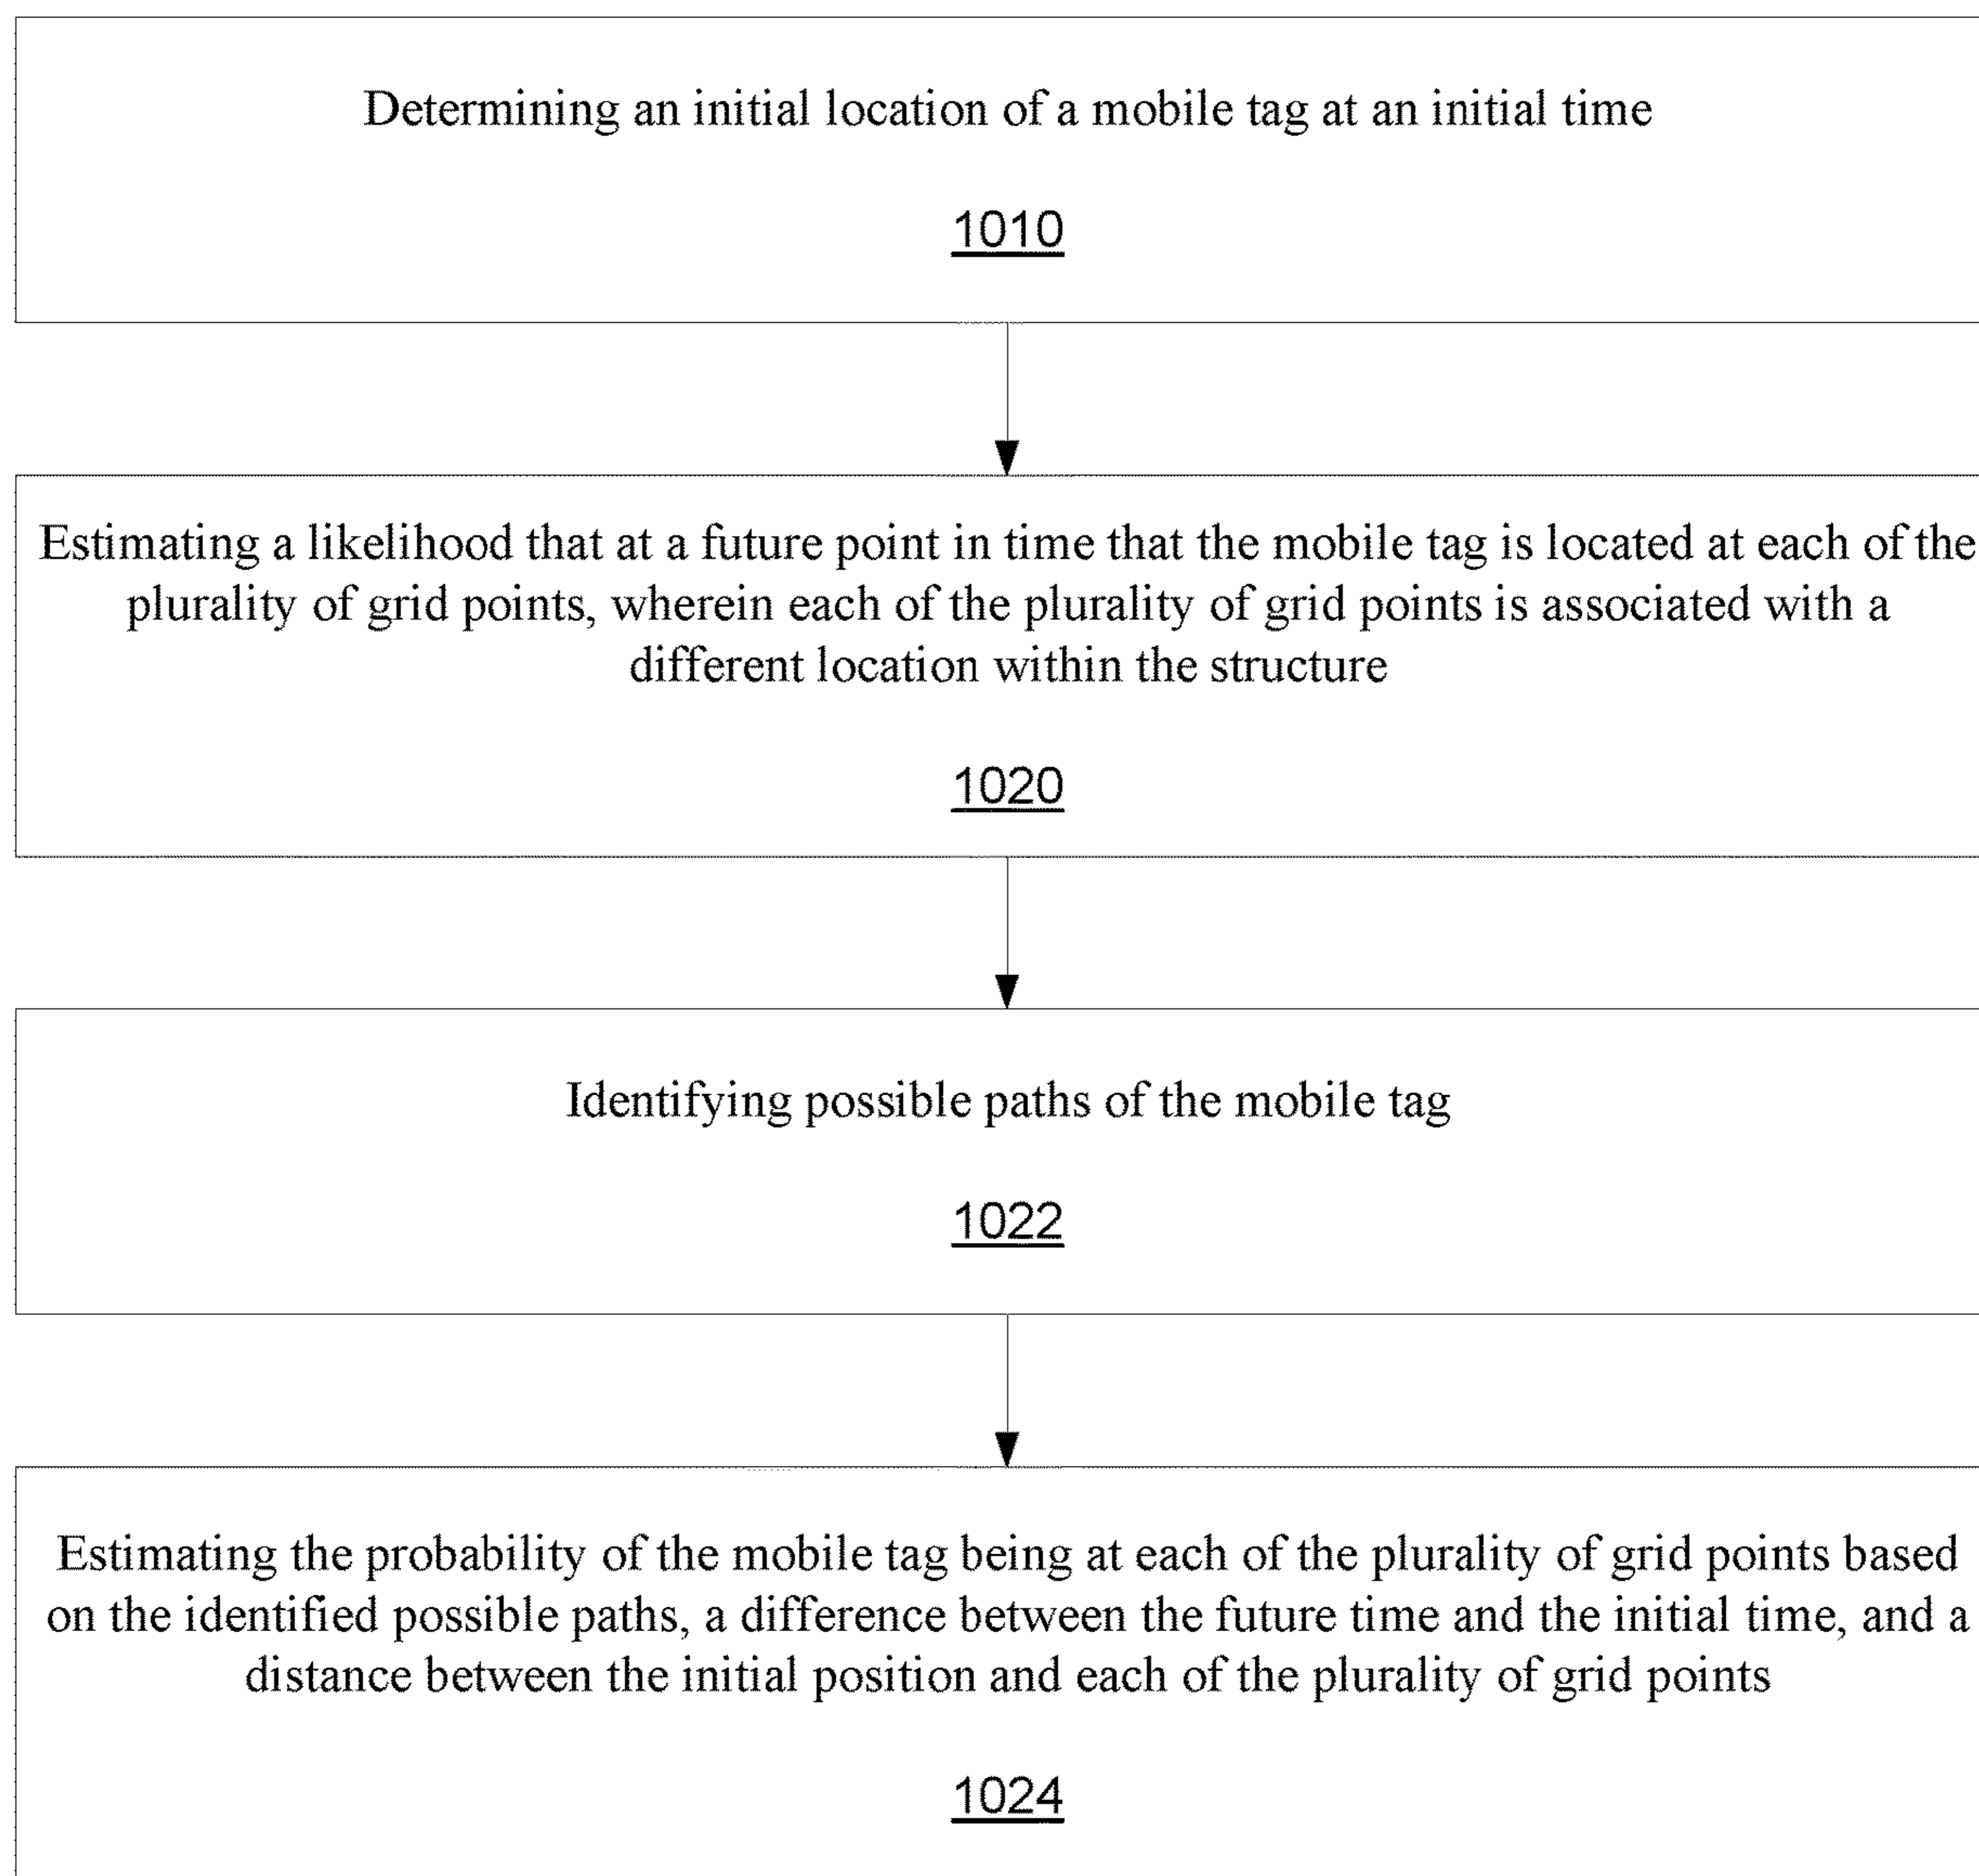 Determining an initial location of a mobile tag at an initial time
1010
Estimating a likelihood that at a future point in time that the mobile tag is located at each of the
plurality of grid points, wherein each of the plurality of grid points is associated with a
different location within the structure
1020
Identifying possible paths of the mobile tag
1022
Estimating the probability of the mobile tag being at each of the plurality of grid points based
on the identified possible paths, a difference between the future time and the initial time, and a
distance between the initial position and each of the plurality of grid points
1024